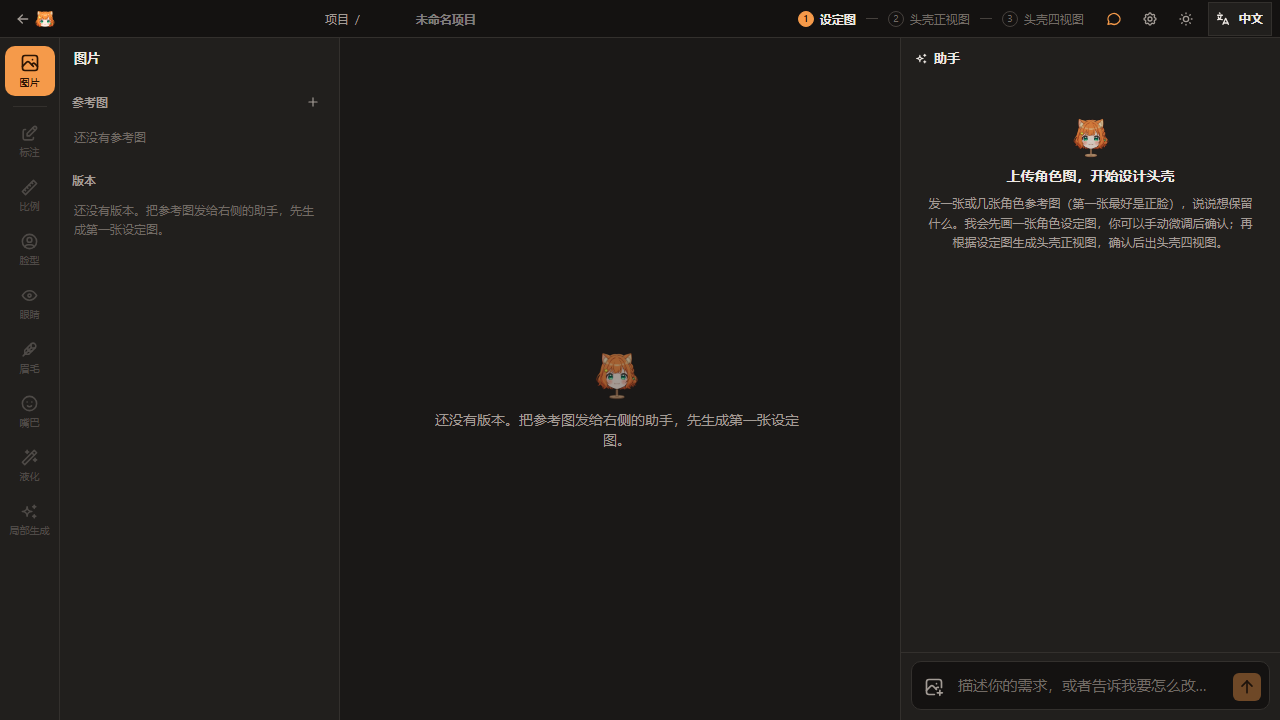 项目 /
未命名项目
1 设定图
2 头壳正视图
3 头壳四视图
中文
图片
标注
比例
脸型
眼睛
眉毛
嘴巴
液化
局部生成
图片
参考图
还没有参考图
版本
还没有版本。把参考图发给右侧的助手，先生
成第一张设定图。
还没有版本。把参考图发给右侧的助手，先生成第一张设定
图。
助手
上传角色图，开始设计头壳
发一张或几张角色参考图（第一张最好是正脸），说说想保留
什么。我会先画一张角色设定图，你可以手动微调后确认；再
根据设定图生成头壳正视图，确认后出头壳四视图。
描述你的需求，或者告诉我要怎么改...